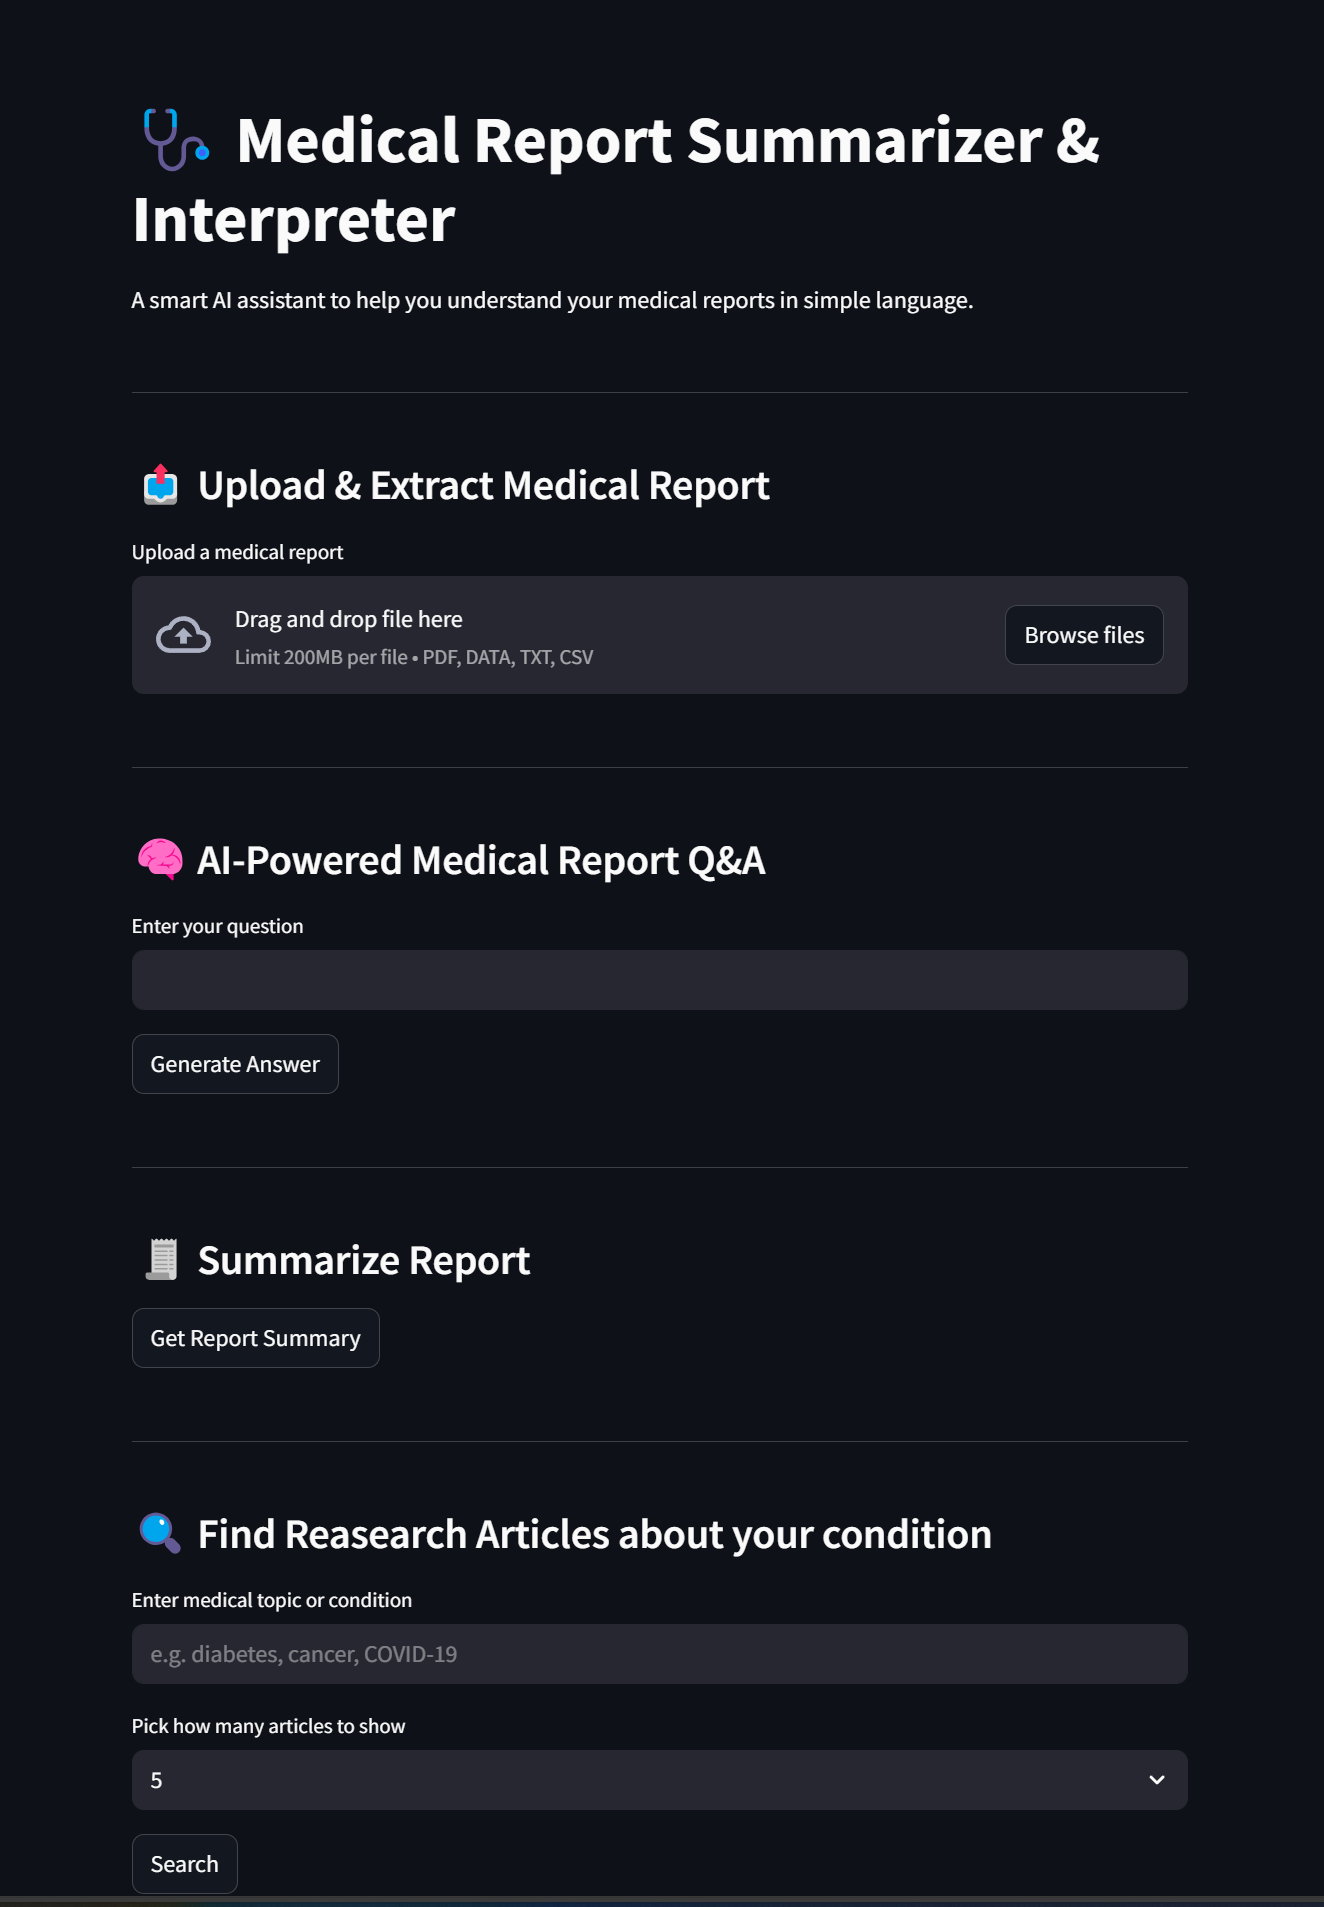 Medical Report Summarizer &
Interpreter
A smart AI assistant to help you understand your medical reports in simple language.
Upload & Extract Medical Report
Upload a medical report
Drag and drop file here
Limit 200MB per file • PDF, DATA, TXT, CSV
Browse files
AI-Powered Medical Report Q&A
Enter your question
Generate Answer
Summarize Report
Get Report Summary
Find Reasearch Articles about your condition
Enter medical topic or condition
e.g. diabetes, cancer, COVID-19
Pick how many articles to show
5
Search